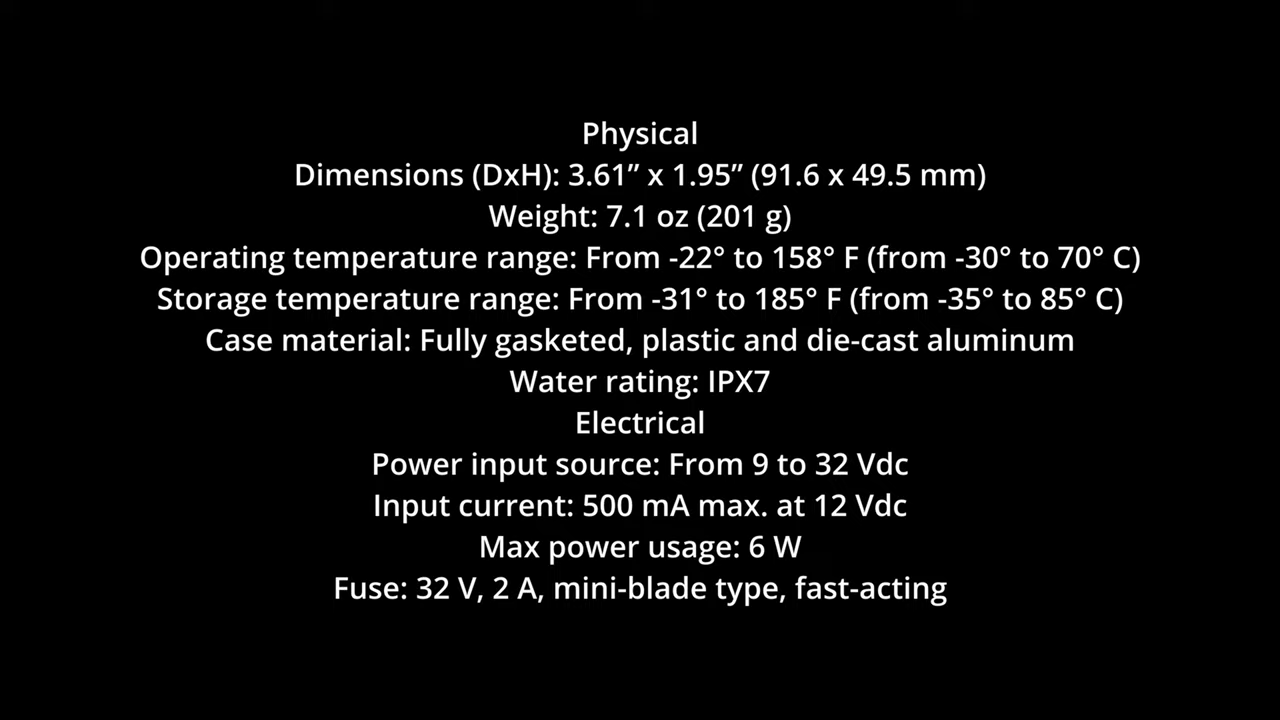 Physical
Dimensions (DxH): 3.61” x 1.95” (91.6 x 49.5 mm)
Weight: 7.1 oz (201 g)
Operating temperature range: From -22° to 158° F (from -30° to 70° C)
Storage temperature range: From -31° to 185° F (from -35° to 85° C)
Case material: Fully gasketed, plastic and die-cast aluminum
Water rating: IPX7
Electrical
Power input source: From 9 to 32 Vdc
Input current: 500 mA max. at 12 Vdc
Max power usage: 6 W
Fuse: 32 V, 2 A, mini-blade type, fast-acting